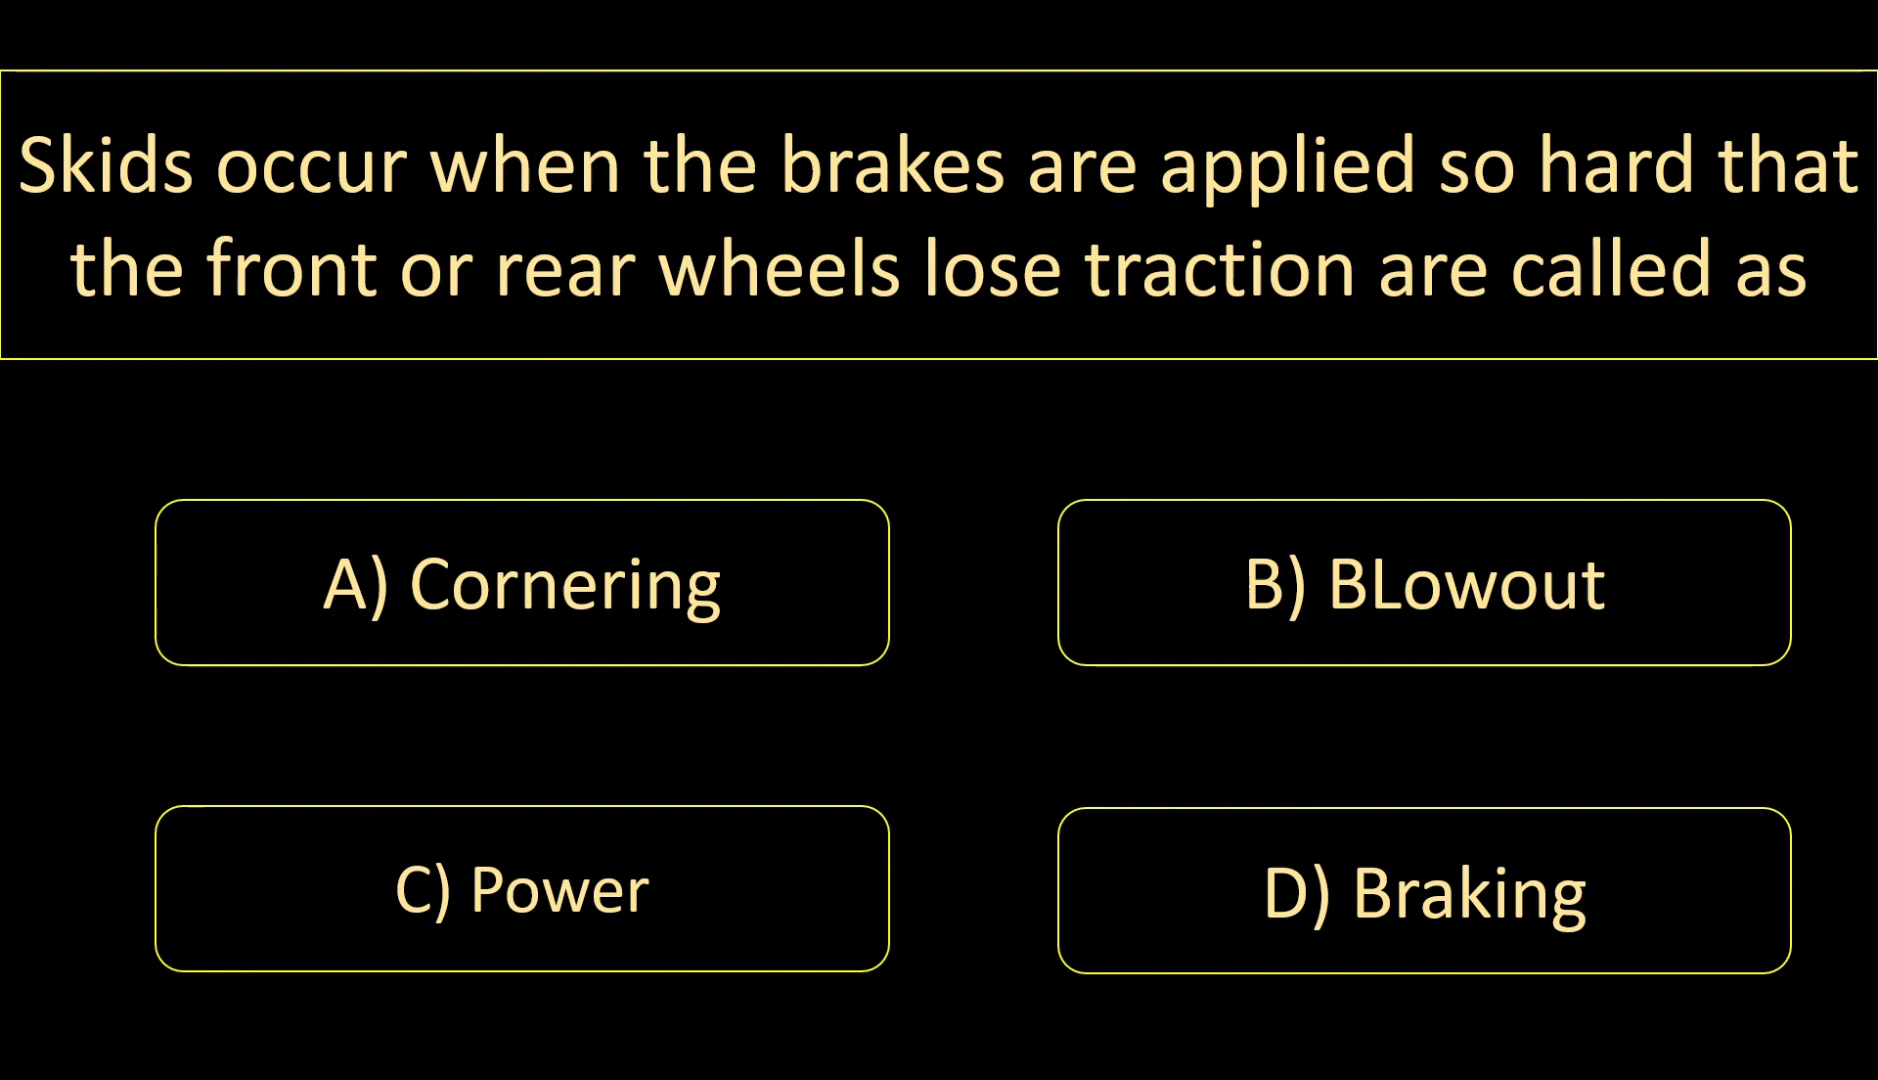 Skids occur when the brakes are applied so hard that
the front or rear wheels lose traction are called as
A) Cornering
B) BLowout
C) Power
D) Braking